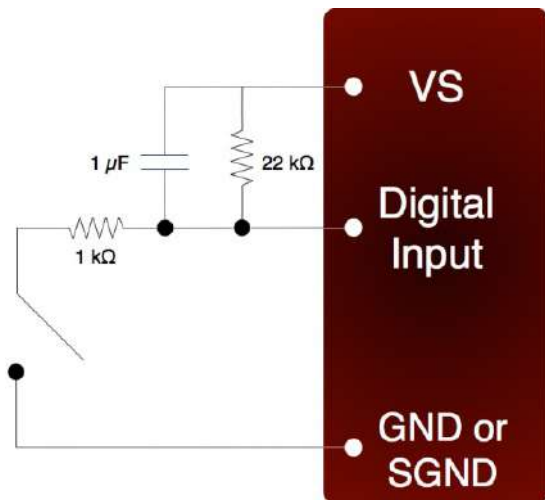 VS
1 µF
22 kΩ
Digital
Input
1 kΩ
GND or
SGND